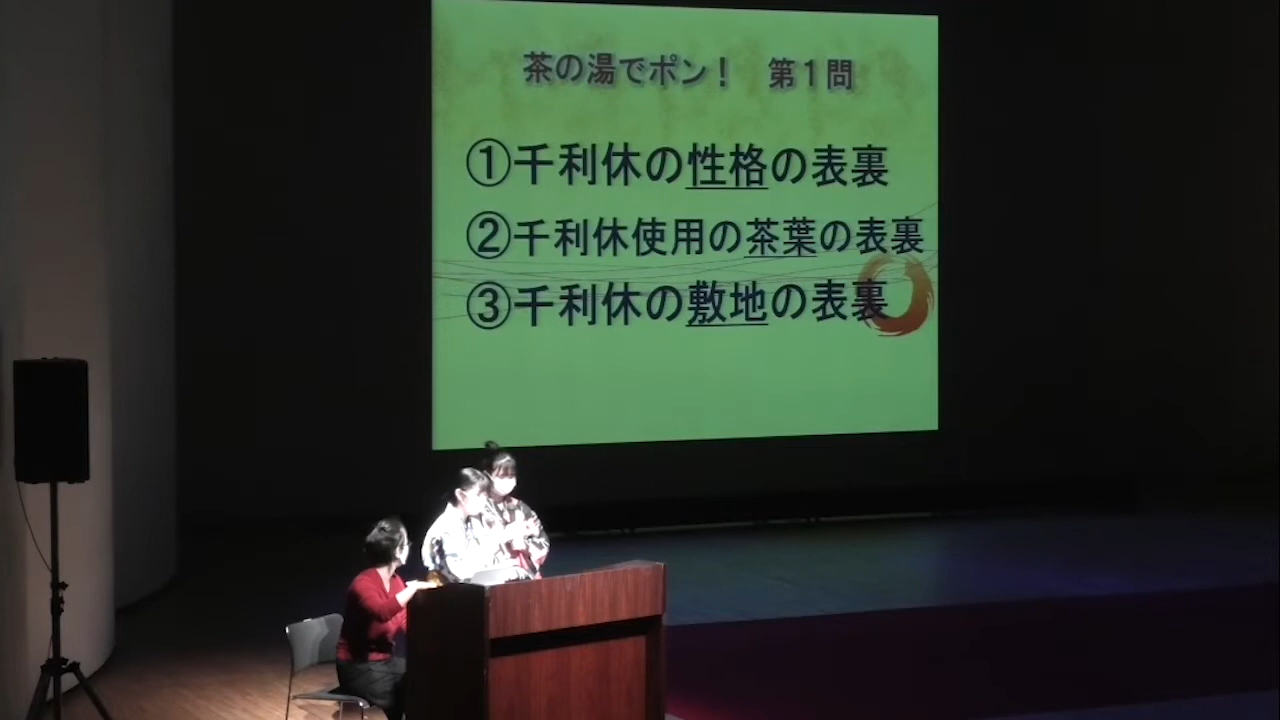 茶の湯でポン！　第１問
①千利休の性格の表裏
②千利休使用の茶葉の表裏
③千利休の敷地の表裏